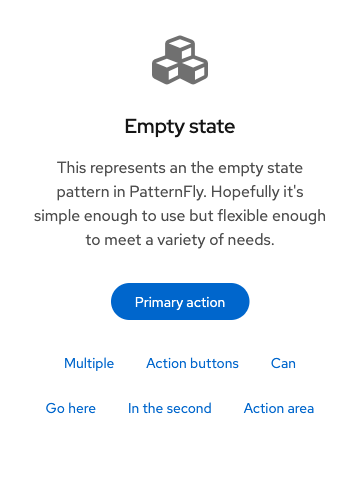 Empty state
This represents an the empty state
pattern in PatternFly. Hopefully it's
simple enough to use but flexible enough
to meet a variety of needs.
Primary action
Multiple Action buttons Can
Go here In the second Action area